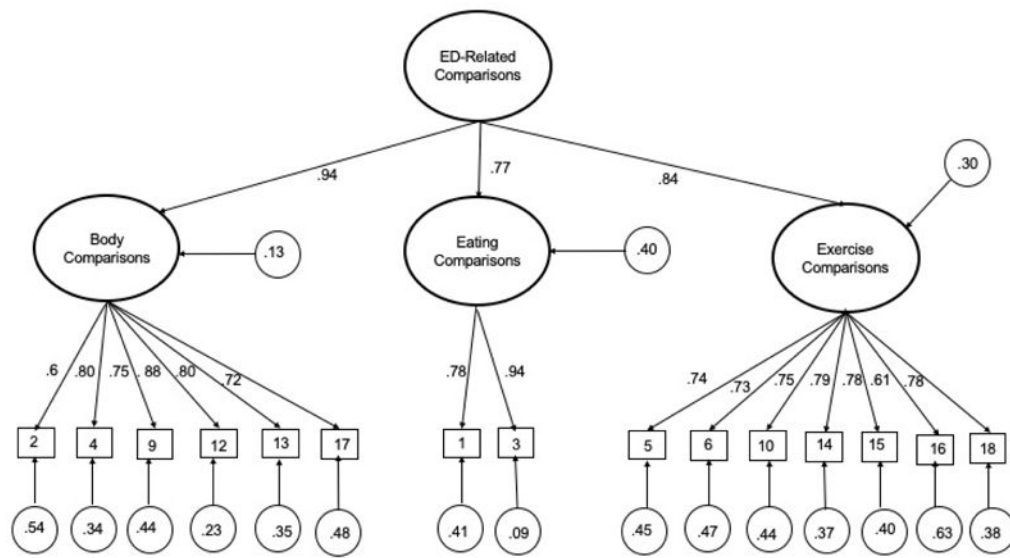 ED-Related
Comparisons
.94
.77
.84
.30
Body
Comparisons
.13
Eating
Comparisons
.40
Exercise
Comparisons
.6 .80 .75 .88 .80 .72
.78 .94
.74 .73 .75 .79 .78 .61 .78
2 4 9 12 13 17 1 3 5 6 10 14 15 16 18
.54 .34 .44 .23 .35 .48 .41 .09 .45 .47 .44 .37 .40 .63 .38